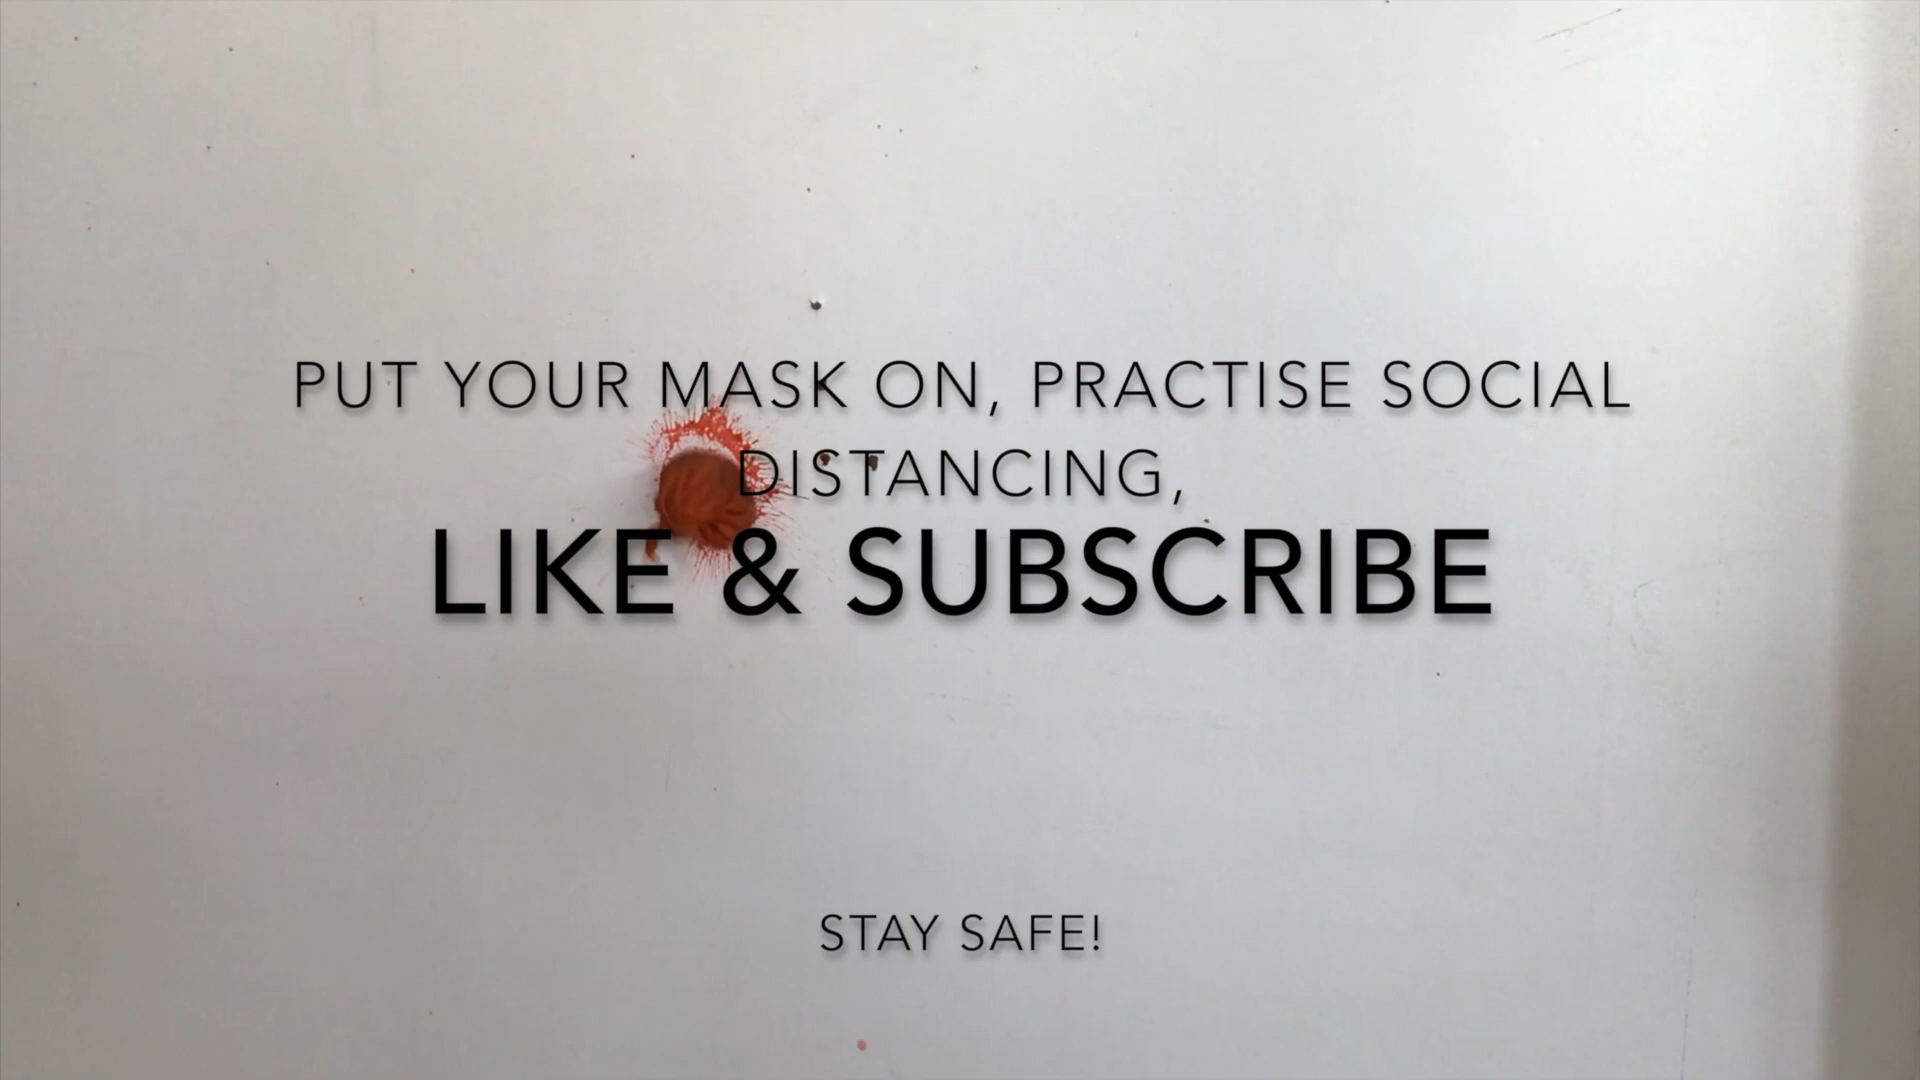 PUT YOUR MASK ON, PRACTISE SOCIAL
DISTANCING,
LIKE & SUBSCRIBE
STAY SAFE!